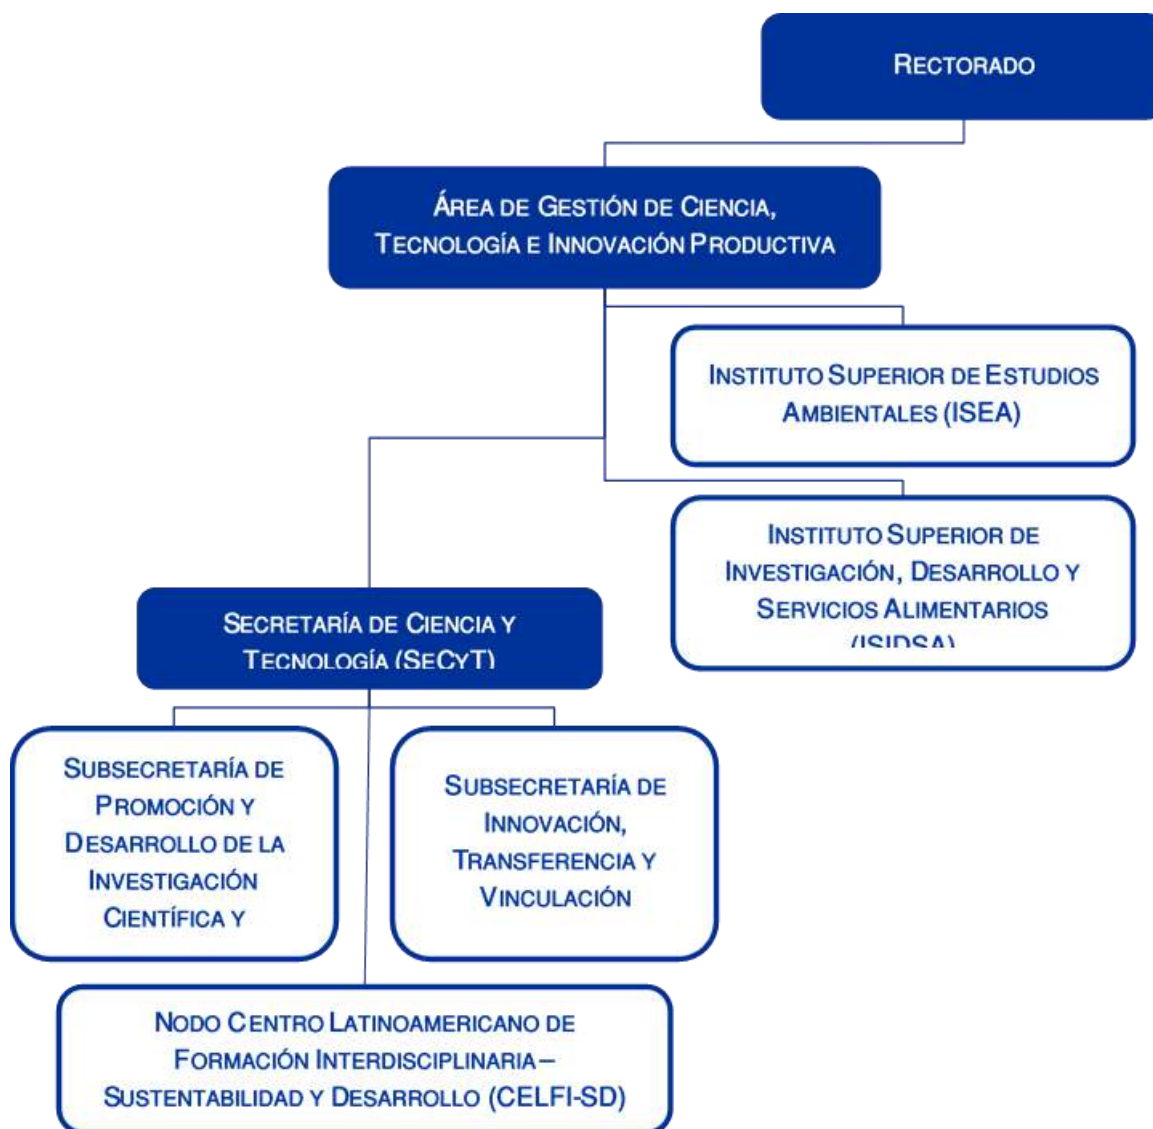 RECTORADO
ÁREA DE GESTIÓN DE CIENCIA,
TECNOLOGÍA E INNOVACIÓN PRODUCTIVA
INSTITUTO SUPERIOR DE ESTUDIOS
AMBIENTALES (ISEA)
INSTITUTO SUPERIOR DE
INVESTIGACIÓN, DESARROLLO Y
SERVICIOS ALIMENTARIOS
(ISIDSA)
SECRETARÍA DE CIENCIA Y
TECNOLOGÍA (SECYT)
SUBSECRETARÍA DE
PROMOCIÓN Y
DESARROLLO DE LA
INVESTIGACIÓN
CIENTÍFICA Y
SUBSECRETARÍA DE
INNOVACIÓN,
TRANSFERENCIA Y
VINCULACIÓN
NODO CENTRO LATINOAMERICANO DE
FORMACIÓN INTERDISCIPLINARIA –
SUSTENTABILIDAD Y DESARROLLO (CELFI-SD)